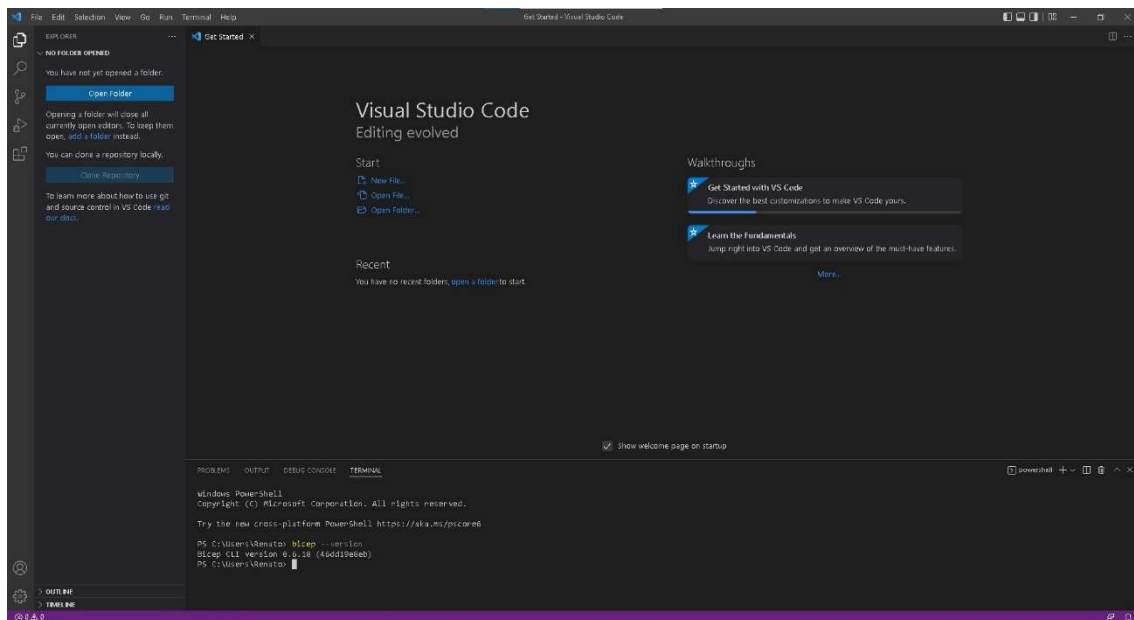 File Edit Selection View Go Run Terminal Help
Get Started - Visual Studio Code
EXPLORER
NO FOLDER OPENED
You have not yet opened a folder.
Open Folder
Opening a folder will close all
currently open editors. To keep them
open, add a folder instead.
You can clone a repository locally.
Clone Repository
To learn more about how to use git
and source control in VS Code read
our docs.
OUTLINE
TIMELINE
Get Started
Visual Studio Code
Editing evolved
Start
New File...
Open File...
Open Folder...
Recent
You have no recent folders, open a folder to start.
Walkthroughs
Get Started with VS Code
Discover the best customizations to make VS Code yours.
Learn the Fundamentals
Jump right into VS Code and get an overview of the must-have features.
More...
Show welcome page on startup
PROBLEMS OUTPUT DEBUG CONSOLE TERMINAL
powershell
Windows PowerShell
Copyright (C) Microsoft Corporation. All rights reserved.
Try the new cross-platform PowerShell https://aka.ms/pscore6
PS C:\Users\Renato> bicep --version
Bicep CLI version 0.6.18 (46dd19e8eb)
PS C:\Users\Renato>
0 0